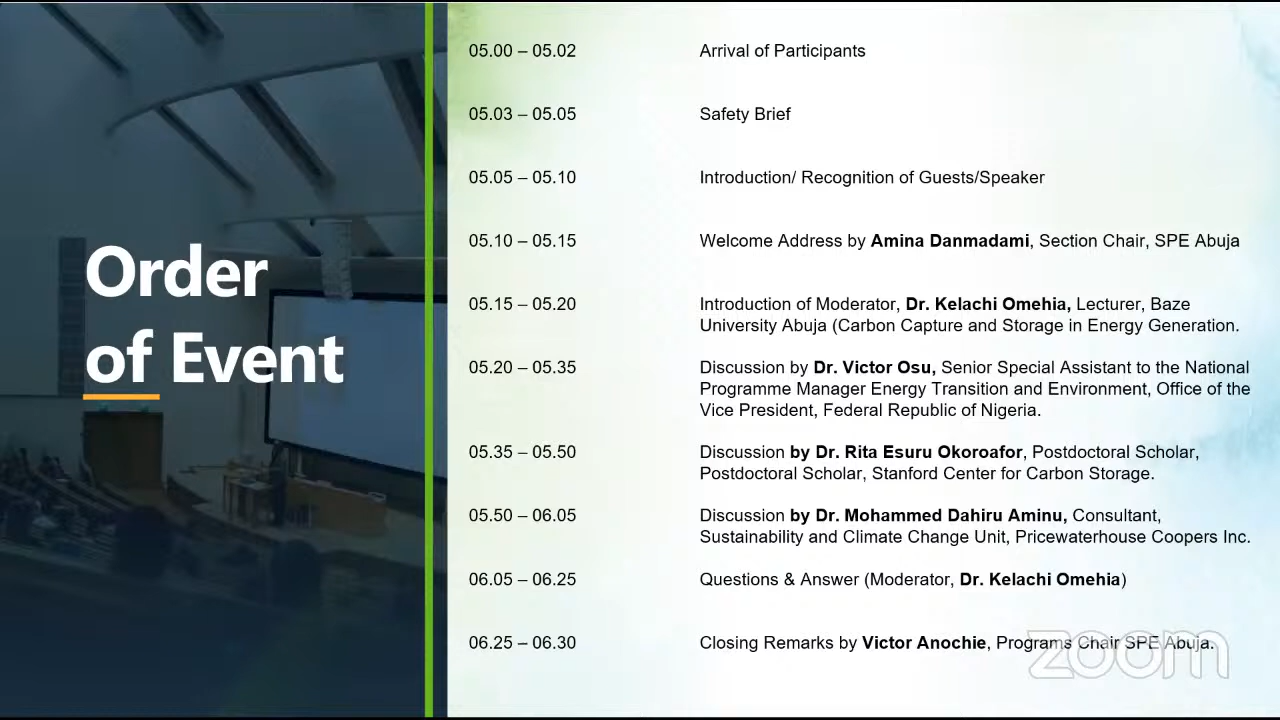 Order
of Event
05.00 – 05.02 Arrival of Participants
05.03 – 05.05 Safety Brief
05.05 – 05.10 Introduction/ Recognition of Guests/Speaker
05.10 – 05.15 Welcome Address by Amina Danmadami, Section Chair, SPE Abuja
05.15 – 05.20 Introduction of Moderator, Dr. Kelachi Omehia, Lecturer, Baze
University Abuja (Carbon Capture and Storage in Energy Generation.
05.20 – 05.35 Discussion by Dr. Victor Osu, Senior Special Assistant to the National
Programme Manager Energy Transition and Environment, Office of the
Vice President, Federal Republic of Nigeria.
05.35 – 05.50 Discussion by Dr. Rita Esuru Okoroafor, Postdoctoral Scholar,
Postdoctoral Scholar, Stanford Center for Carbon Storage.
05.50 – 06.05 Discussion by Dr. Mohammed Dahiru Aminu, Consultant,
Sustainability and Climate Change Unit, Pricewaterhouse Coopers Inc.
06.05 – 06.25 Questions & Answer (Moderator, Dr. Kelachi Omehia)
06.25 – 06.30 Closing Remarks by Victor Anochie, Programs Chair SPE Abuja.
zoom